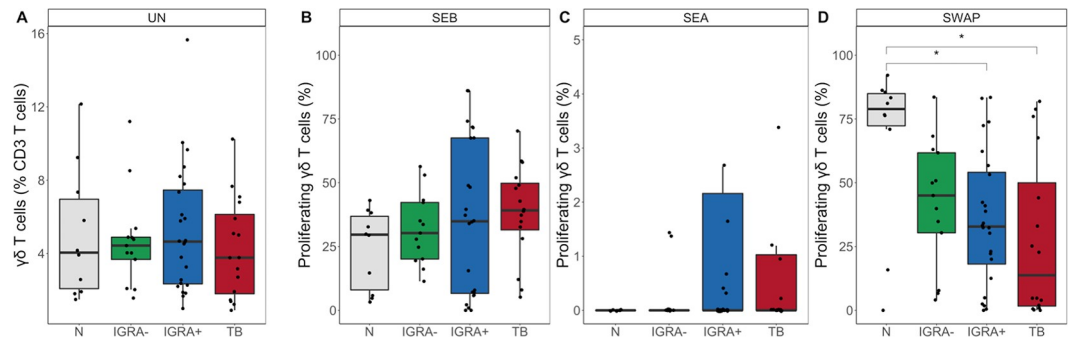 A
UN
γδ T cells (% CD3 T cells)
16
12
8
4
N IGRA- IGRA+ TB
B
SEB
Proliferating γδ T cells (%)
100
75
50
25
0
N IGRA- IGRA+ TB
C
SEA
Proliferating γδ T cells (%)
5
4
3
2
1
0
N IGRA- IGRA+ TB
D
SWAP
Proliferating γδ T cells (%)
100
75
50
25
0
*
*
N IGRA- IGRA+ TB